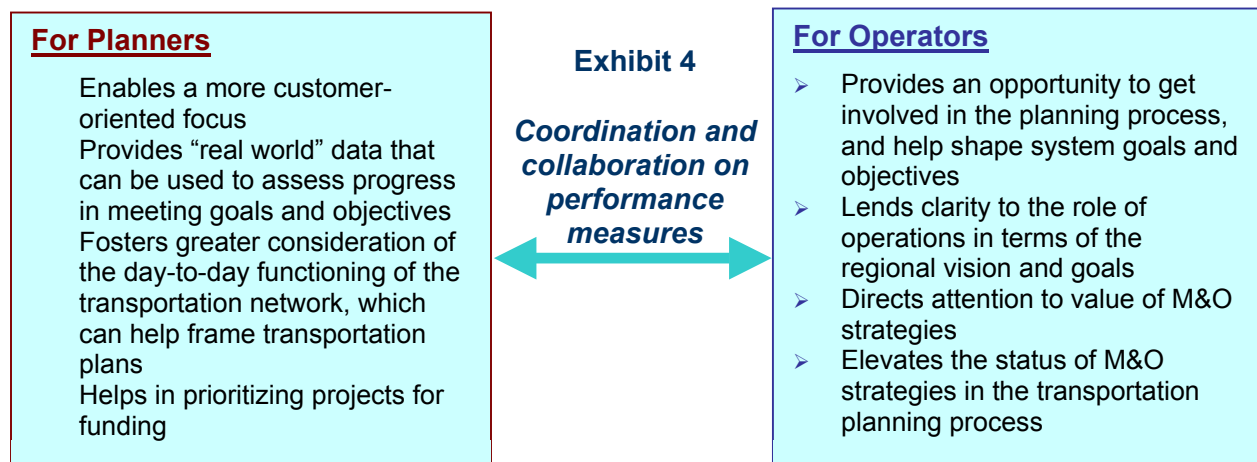 For Planners
Enables a more customer-
oriented focus
Provides “real world” data that
can be used to assess progress
in meeting goals and objectives
Fosters greater consideration of
the day-to-day functioning of the
transportation network, which
can help frame transportation
plans
Helps in prioritizing projects for
funding
Exhibit 4
Coordination and
collaboration on
performance
measures
For Operators
➢ Provides an opportunity to get
involved in the planning process,
and help shape system goals and
objectives
➢ Lends clarity to the role of
operations in terms of the
regional vision and goals
➢ Directs attention to value of M&O
strategies
➢ Elevates the status of M&O
strategies in the transportation
planning process